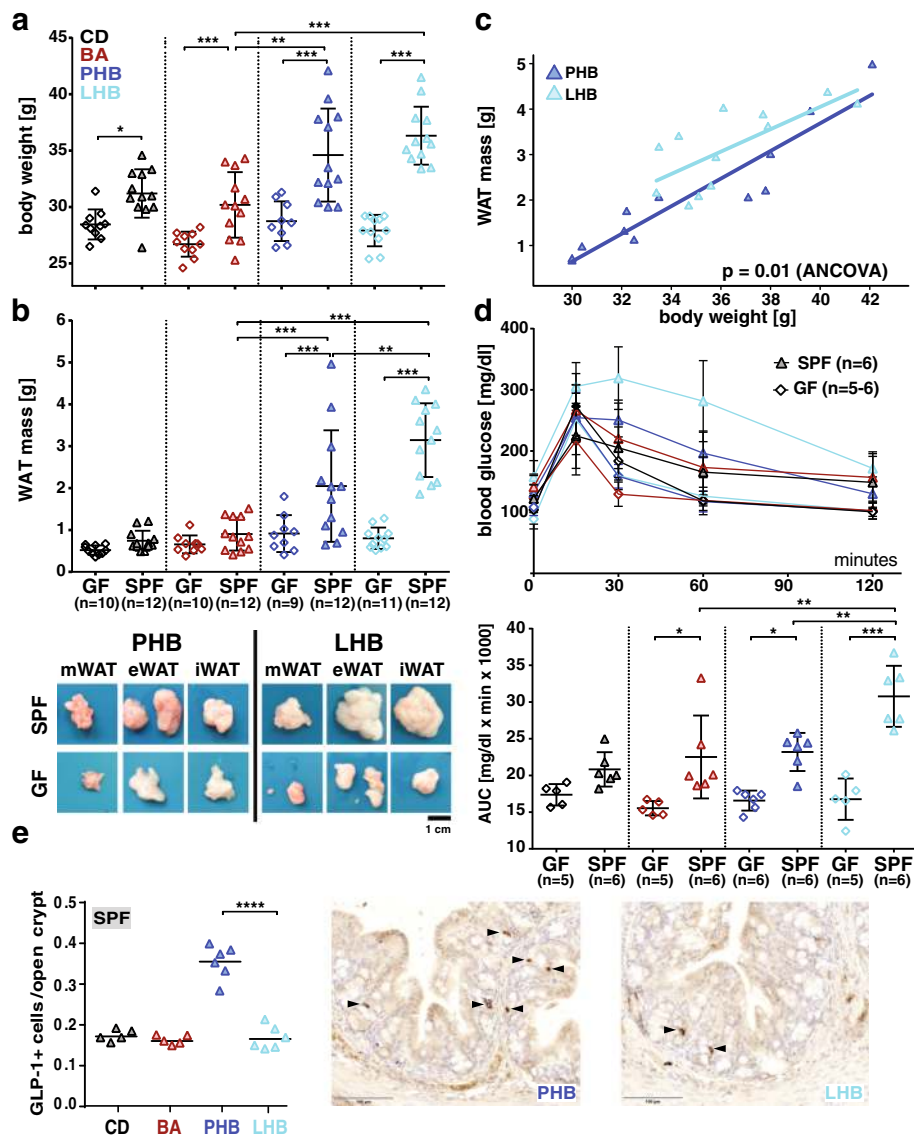 a
CD
BA
PHB
LHB
body weight [g]
45
40
35
30
25
*
***
***
**
***
***
***
b
WAT mass [g]
6
5
4
3
2
1
0
***
***
***
**
***
GF SPF GF SPF GF SPF GF SPF
(n=10) (n=12) (n=10) (n=12) (n=9) (n=12) (n=11) (n=12)
PHB LHB
mWAT eWAT iWAT mWAT eWAT iWAT
SPF
GF
1 cm
c
PHB
LHB
WAT mass [g]
5
4
3
2
1
p = 0.01 (ANCOVA)
30 32 34 36 38 40 42
body weight [g]
d
blood glucose [mg/dl]
400
300
200
100
SPF (n=6)
GF (n=5-6)
minutes
0 30 60 90 120
AUC [mg/dl x min x 1000]
40
35
30
25
20
15
10
**
**
*
*
***
GF SPF GF SPF GF SPF GF SPF
(n=5) (n=6) (n=5) (n=6) (n=6) (n=6) (n=5) (n=6)
e
GLP-1+ cells/open crypt
0.5
0.4
0.3
0.2
0.1
0.0
SPF
****
CD BA PHB LHB
100 µm
PHB
100 µm
LHB